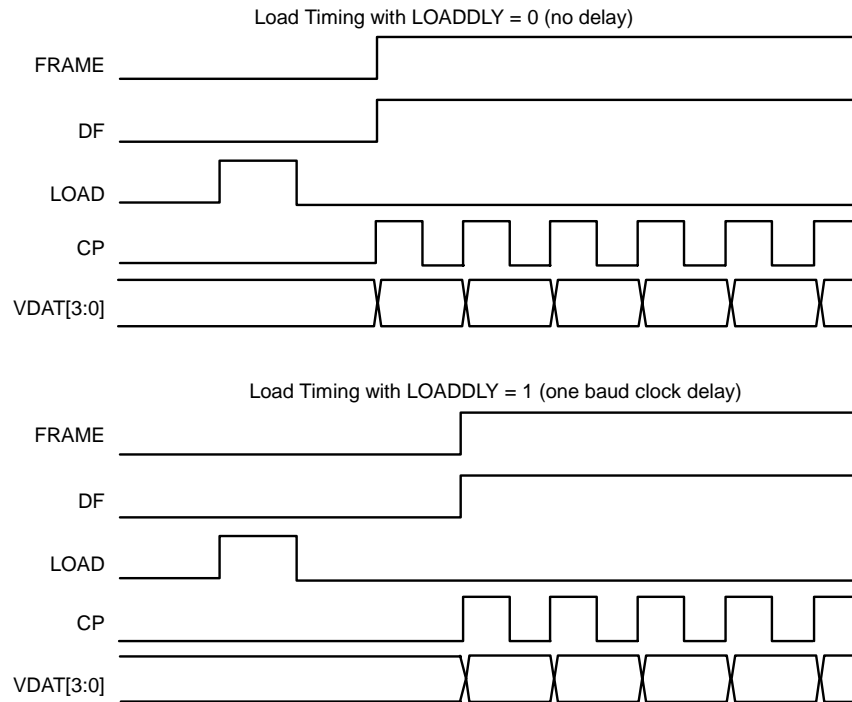 Load Timing with LOADDLY = 0 (no delay)
FRAME
DF
LOAD
CP
VDAT[3:0]
Load Timing with LOADDLY = 1 (one baud clock delay)
FRAME
DF
LOAD
CP
VDAT[3:0]